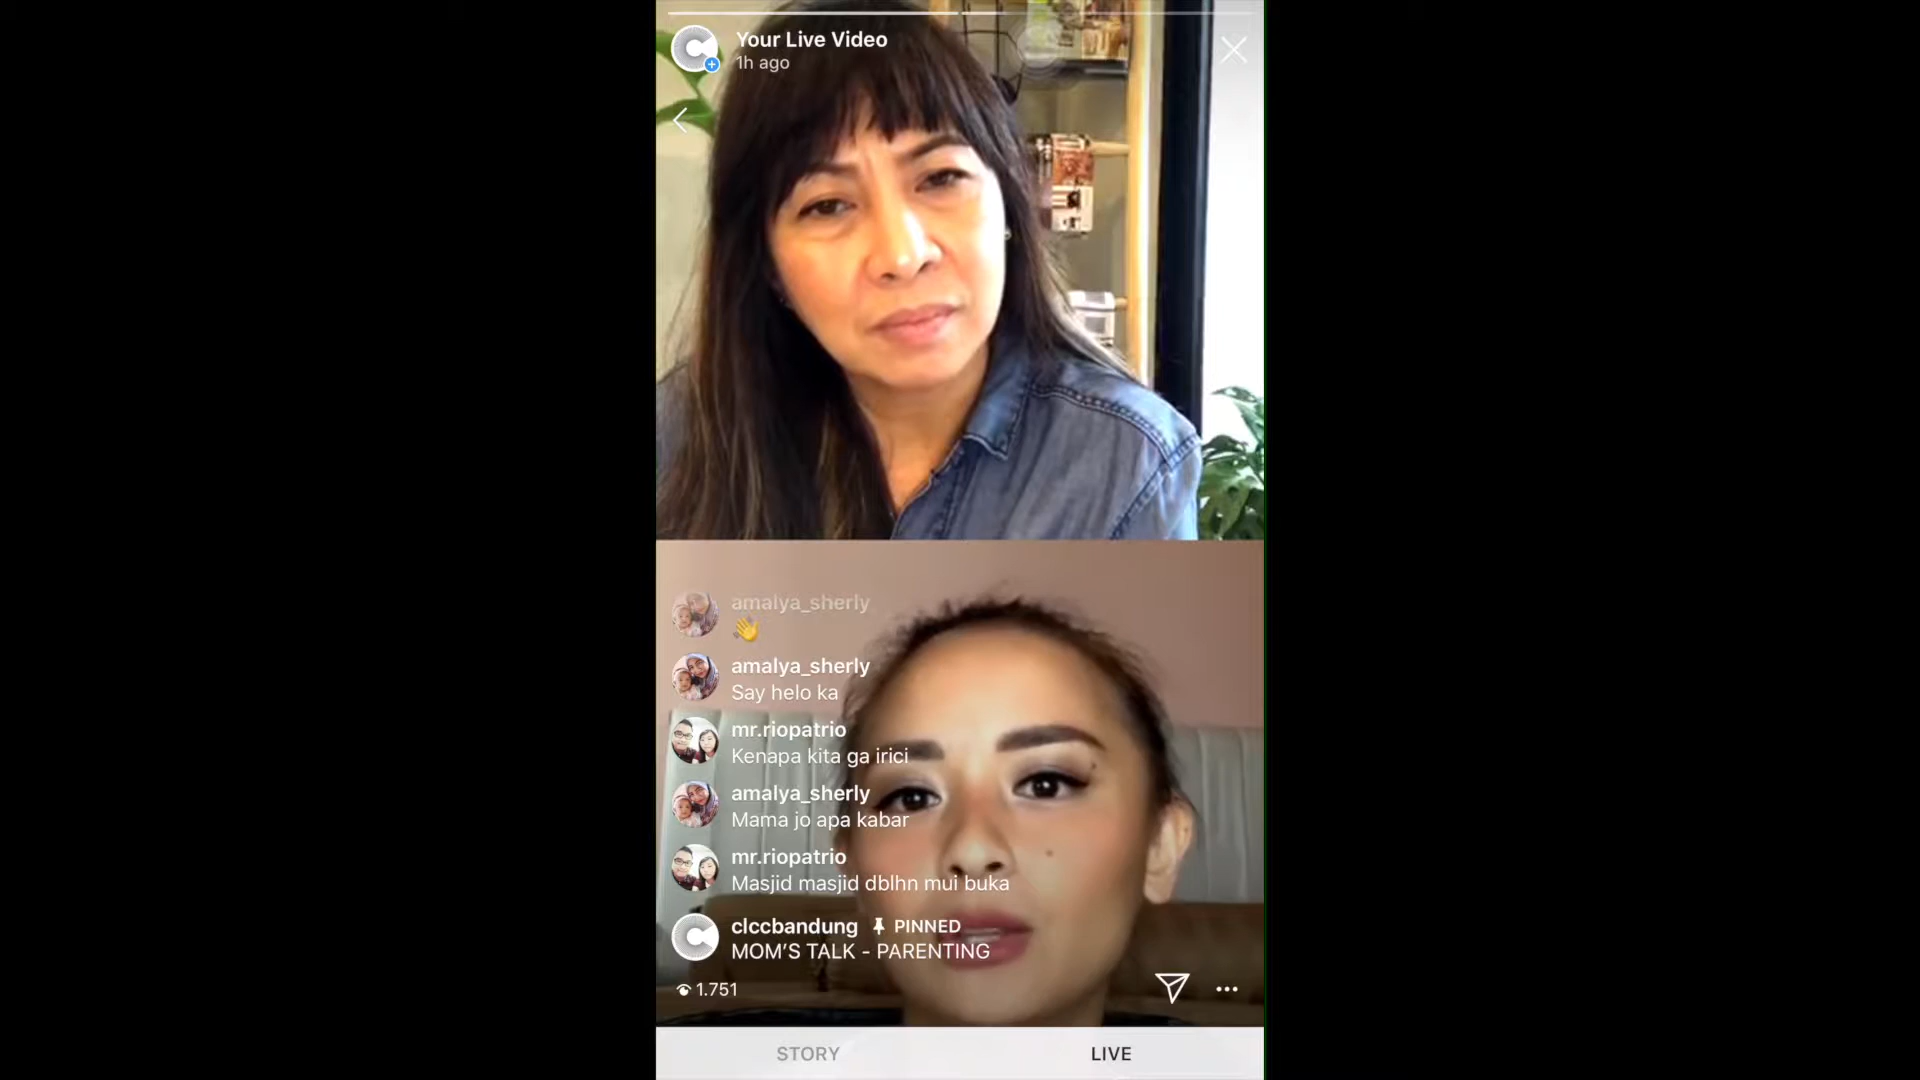 Your Live Video
1h ago
amalya_sherly
👋
amalya_sherly
Say helo ka
mr.riopatrio
Kenapa kita ga irici
amalya_sherly
Mama jo apa kabar
mr.riopatrio
Masjid masjid dblhn mui buka
clccbandung PINNED
MOM'S TALK - PARENTING
1.751
STORY LIVE